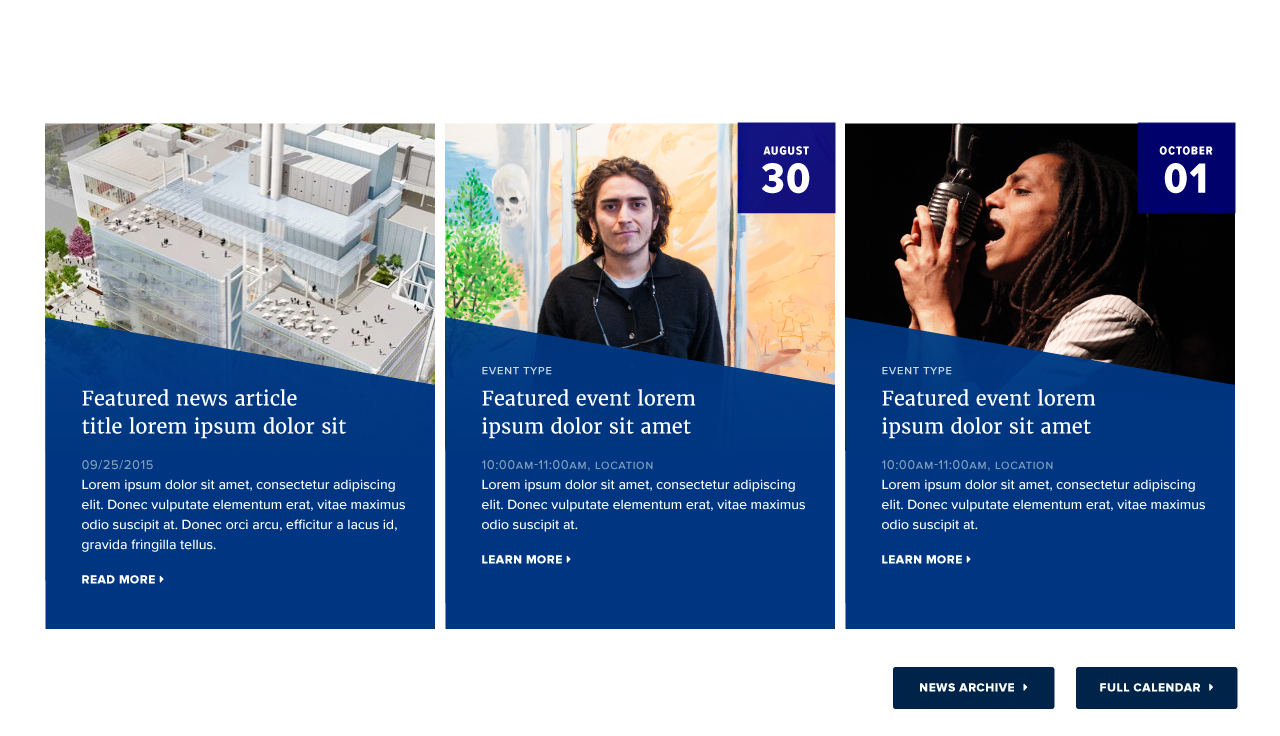 Featured news article
title lorem ipsum dolor sit
09/25/2015
Lorem ipsum dolor sit amet, consectetur adipiscing
elit. Donec vulputate elementum erat, vitae maximus
odio suscipit at. Donec orci arcu, efficitur a lacus id,
gravida fringilla tellus.
READ MORE
AUGUST
30
EVENT TYPE
Featured event lorem
ipsum dolor sit amet
10:00AM-11:00AM, LOCATION
Lorem ipsum dolor sit amet, consectetur adipiscing
elit. Donec vulputate elementum erat, vitae maximus
odio suscipit at.
LEARN MORE
OCTOBER
01
EVENT TYPE
Featured event lorem
ipsum dolor sit amet
10:00AM-11:00AM, LOCATION
Lorem ipsum dolor sit amet, consectetur adipiscing
elit. Donec vulputate elementum erat, vitae maximus
odio suscipit at.
LEARN MORE
NEWS ARCHIVE
FULL CALENDAR